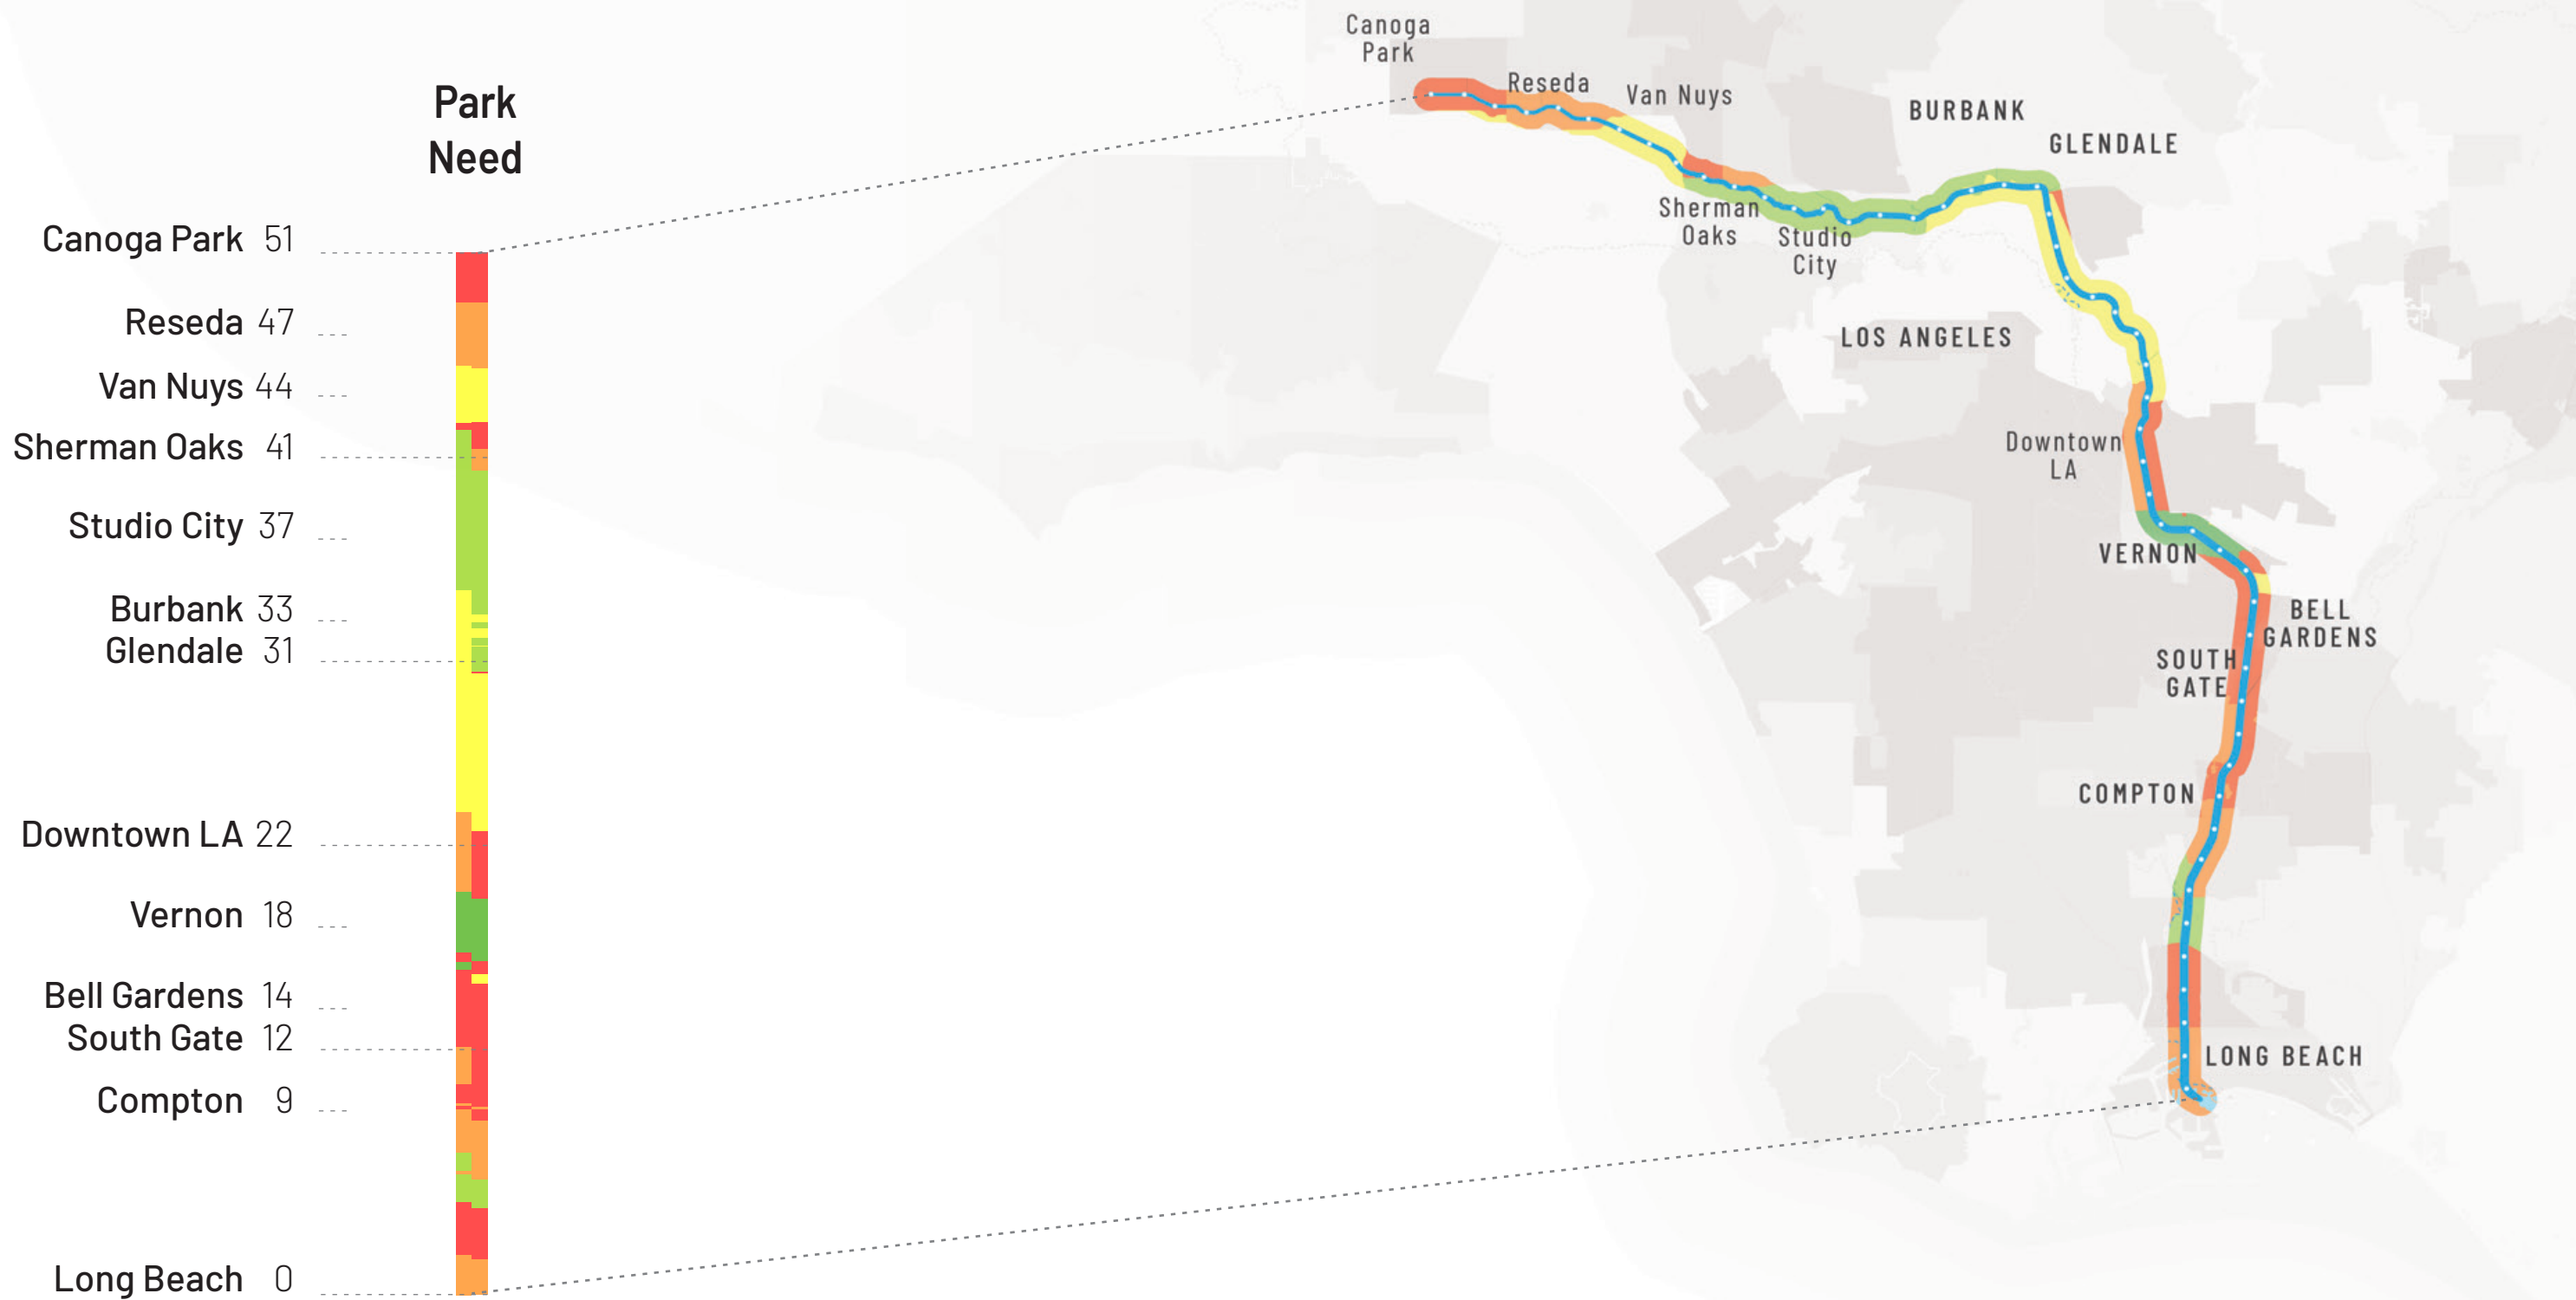 Park
Need
Canoga Park 51
Reseda 47
Van Nuys 44
Sherman Oaks 41
Studio City 37
Burbank 33
Glendale 31
Downtown LA 22
Vernon 18
Bell Gardens 14
South Gate 12
Compton 9
Long Beach 0
Canoga
Park
Reseda
Van Nuys
BURBANK
GLENDALE
Sherman
Oaks
Studio
City
LOS ANGELES
Downtown
LA
VERNON
BELL
GARDENS
SOUTH
GATE
COMPTON
LONG BEACH